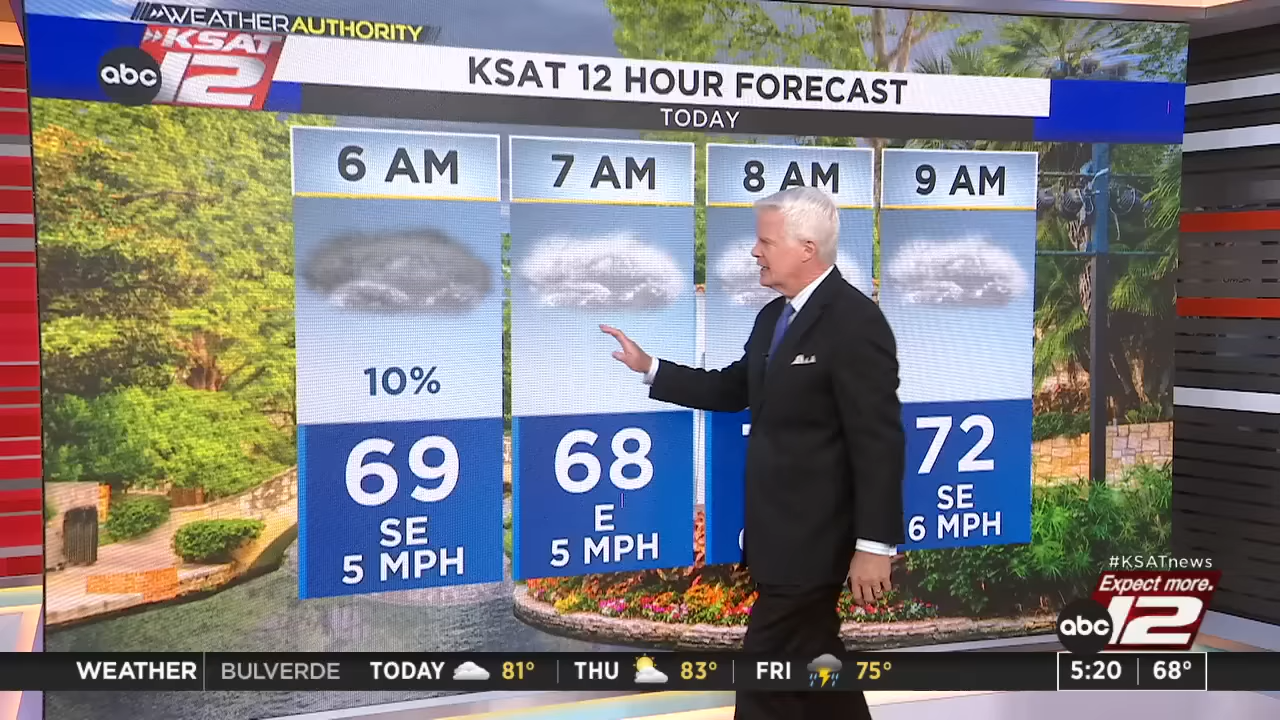 WEATHERAUTHORITY
KSAT
abc
12
KSAT 12 HOUR FORECAST
TODAY
6 AM
10%
69
SE
5 MPH
7 AM
68
E
5 MPH
8 AM
9 AM
72
SE
6 MPH
#KSATnews
Expect more.
abc 12
WEATHER BULVERDE TODAY 81° THU 83° FRI 75° 5:20 68°